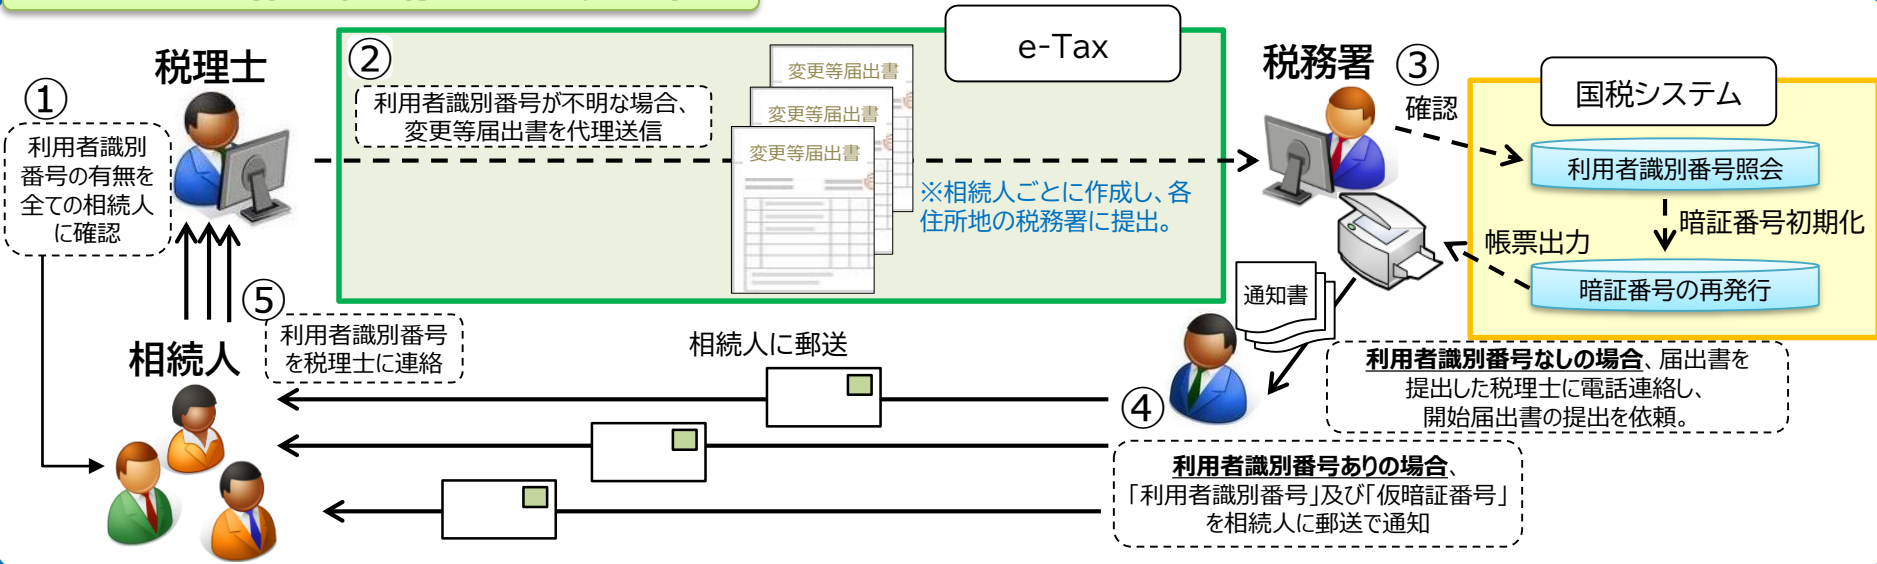 税理士
①
利用者識別
番号の有無を
全ての相続人
に確認
②
利用者識別番号が不明な場合、
変更等届出書を代理送信
e-Tax
変更等届出書
変更等届出書
変更等届出書
※相続人ごとに作成し、各
住所地の税務署に提出。
税務署
③
確認
国税システム
利用者識別番号照会
暗証番号初期化
暗証番号の再発行
帳票出力
通知書
利用者識別番号なしの場合、届出書を
提出した税理士に電話連絡し、
開始届出書の提出を依頼。
④
利用者識別番号ありの場合、
「利用者識別番号」及び「仮暗証番号」
を相続人に郵送で通知
相続人に郵送
⑤
利用者識別番号
を税理士に連絡
相続人